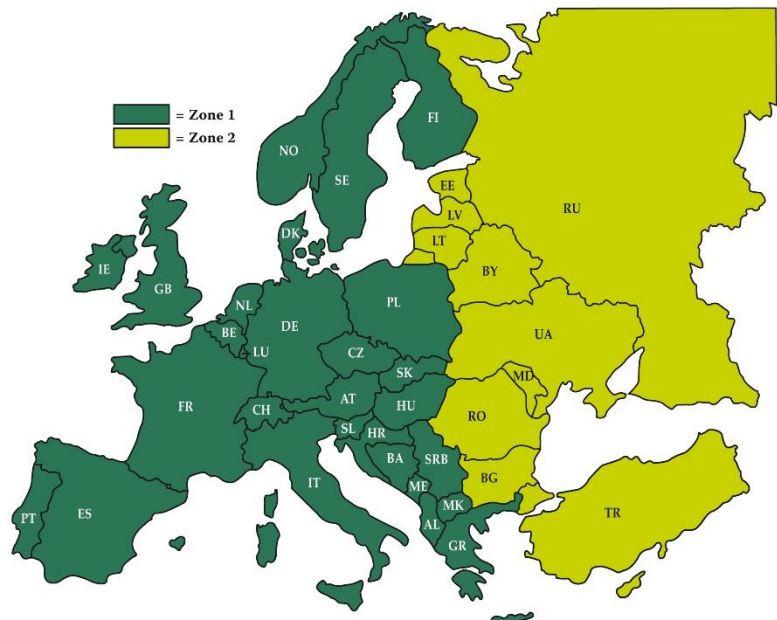 = Zone 1
= Zone 2
FI
NO
SE
EE
RU
LV
DK
LT
IE
BY
GB
NL
PL
BE
DE
UA
LU
CZ
SK
MD
AT
FR
CH
HU
RO
SL
HR
BA
SRB
BG
IT
ME
MK
PT
ES
AL
TR
GR